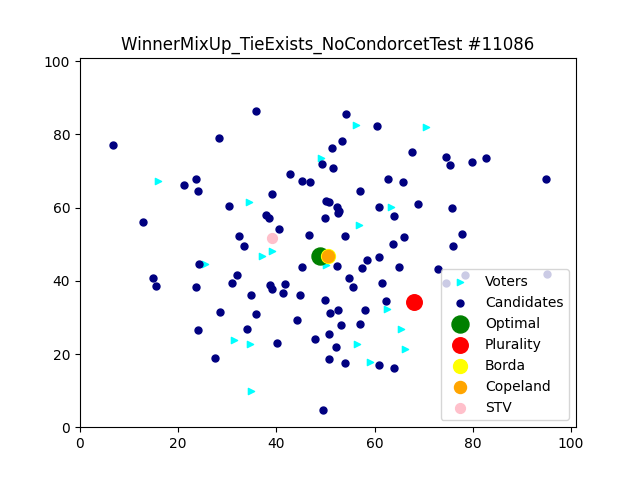 WinnerMixUp_TieExists_NoCondorcetTest #11086
100
80
60
40
20
0
0 20 40 60 80 100
Voters
Candidates
Optimal
Plurality
Borda
Copeland
STV